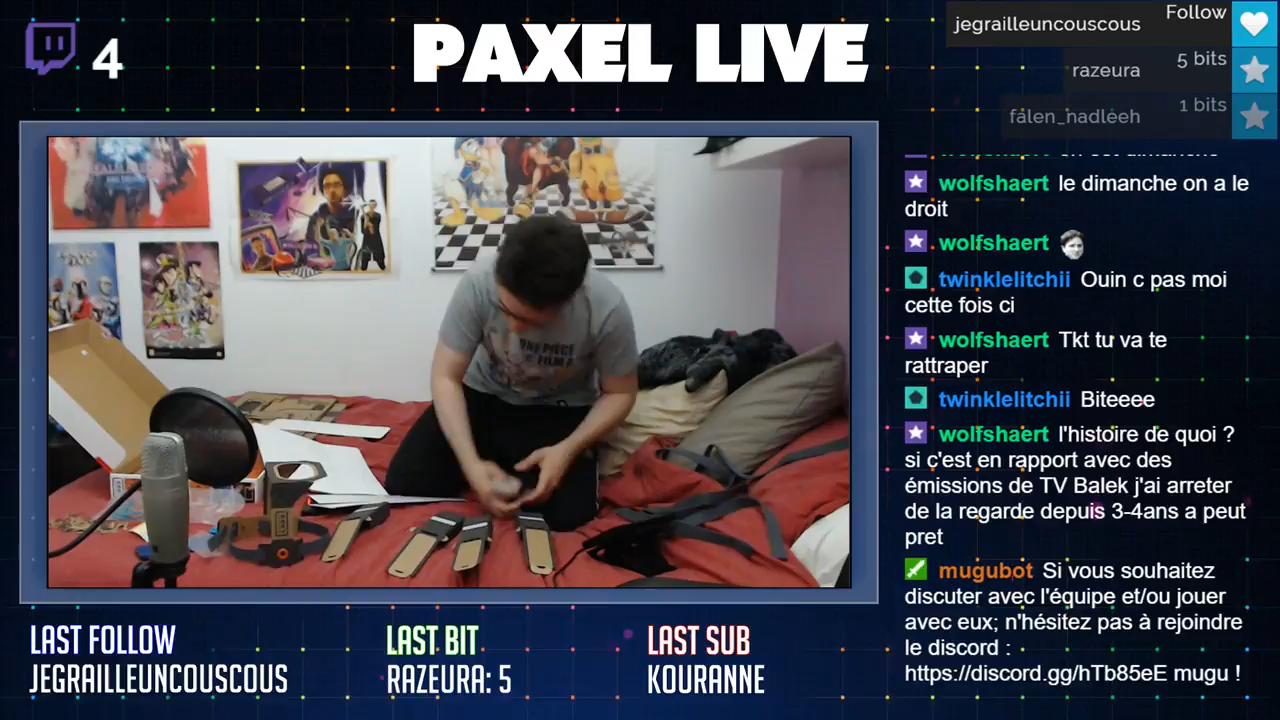 4
PAXEL LIVE
jegrailleuncouscous Follow
razeura 5 bits
falen_nadleeh 1 bits
wolfshaert le dimanche on a le
droit
wolfshaert
twinklelitchii Ouin c pas moi
cette fois ci
wolfshaert Tkt tu va te
rattraper
twinklelitchii Biteeee
wolfshaert l'histoire de quoi ?
si c'est en rapport avec des
émissions de TV Balek j'ai arreter
de la regarde depuis 3-4ans a peut
pret
mugubot Si vous souhaitez
discuter avec l'équipe et/ou jouer
avec eux; n'hésitez pas à rejoindre
le discord :
https://discord.gg/hTb85eE mugu !
ONE PIECE
FILM
LAST FOLLOW
JEGRAILLEUNCOUSCOUS
LAST BIT
RAZEURA: 5
LAST SUB
KOURANNE